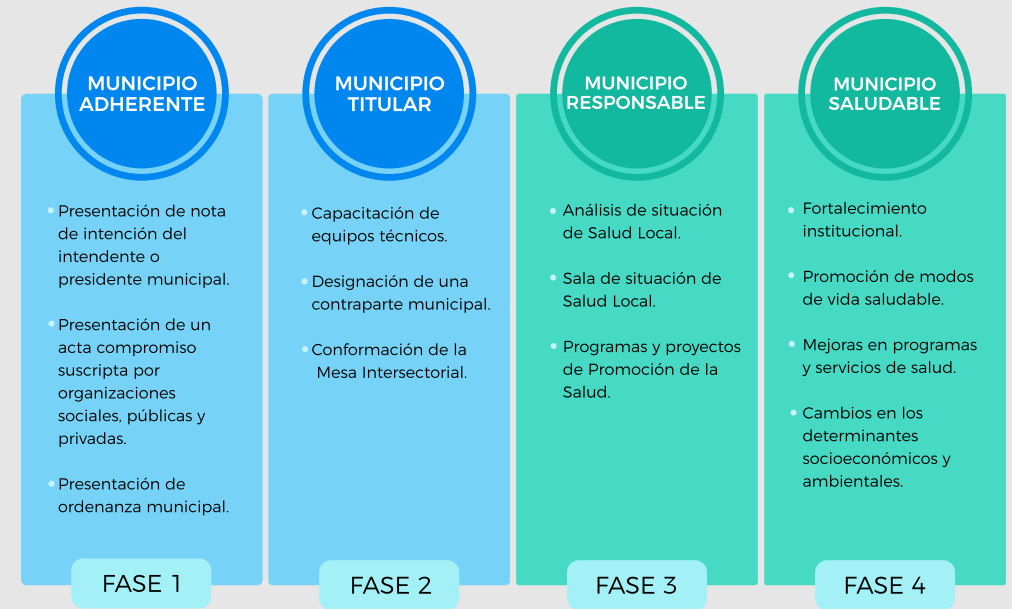 MUNICIPIO
ADHERENTE
Presentación de nota
de intención del
intendente o
presidente municipal.
Presentación de un
acta compromiso
suscripta por
organizaciones
sociales, públicas y
privadas.
Presentación de
ordenanza municipal.
FASE 1
MUNICIPIO
TITULAR
Capacitación de
equipos técnicos.
Designación de una
contraparte municipal.
Conformación de la
Mesa Intersectorial.
FASE 2
MUNICIPIO
RESPONSABLE
Análisis de situación
de Salud Local.
Sala de situación de
Salud Local.
Programas y proyectos
de Promoción de la
Salud.
FASE 3
MUNICIPIO
SALUDABLE
Fortalecimiento
institucional.
Promoción de modos
de vida saludable.
Mejoras en programas
y servicios de salud.
Cambios en los
determinantes
socioeconómicos y
ambientales.
FASE 4